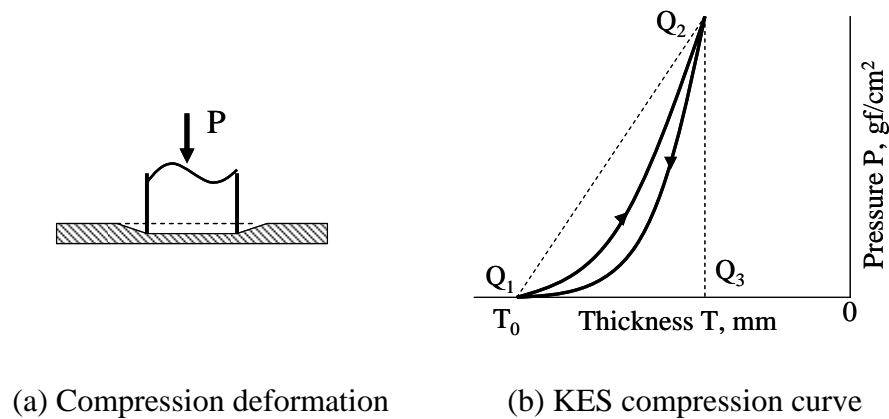 P
Q₂
Pressure P, gf/cm²
Q₁
Q₃
T₀
Thickness T, mm
0
(a) Compression deformation
(b) KES compression curve